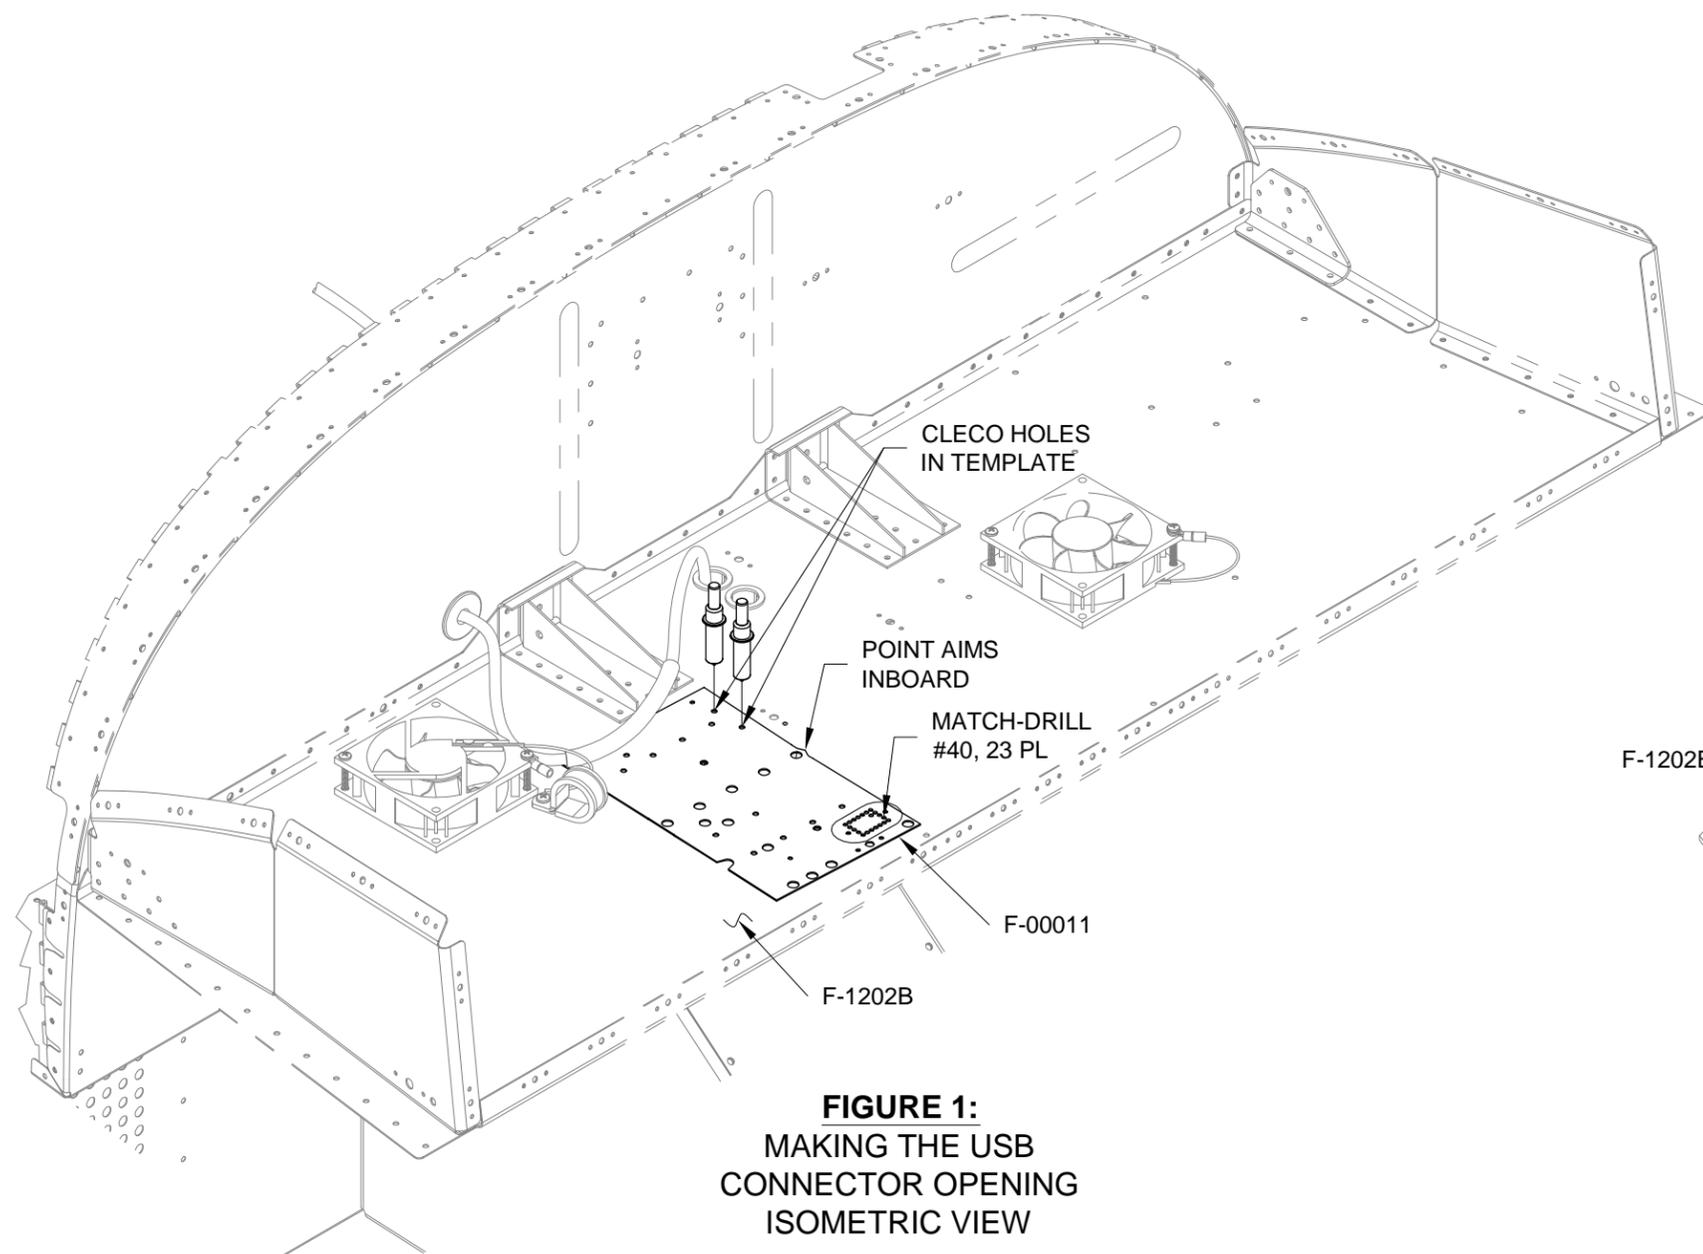 CLECO HOLES
IN TEMPLATE
POINT AIMS
INBOARD
MATCH-DRILL
#40, 23 PL
F-1202B
F-00011
F-1202B
FIGURE 1:
MAKING THE USB
CONNECTOR OPENING
ISOMETRIC VIEW